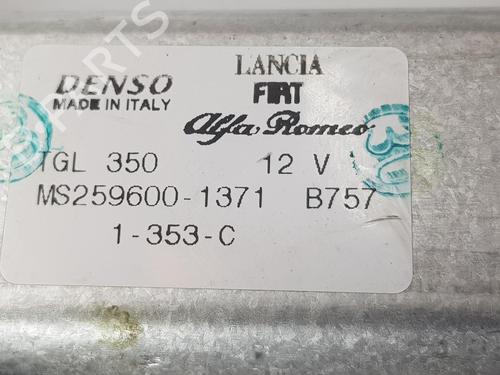 DENSO
MADE IN ITALY
LANCIA
FIAT
Alfa Romeo
TGL 350 12 V
MS259600-1371 B757
1-353-C